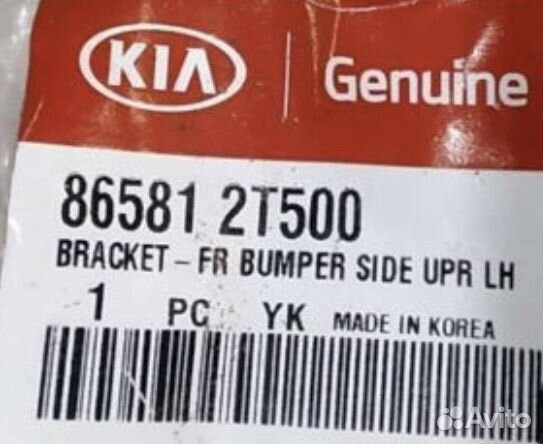 KIA Genuine
86581 2T500
BRACKET - FR BUMPER SIDE UPR LH
1 PC YK MADE IN KOREA
Avito